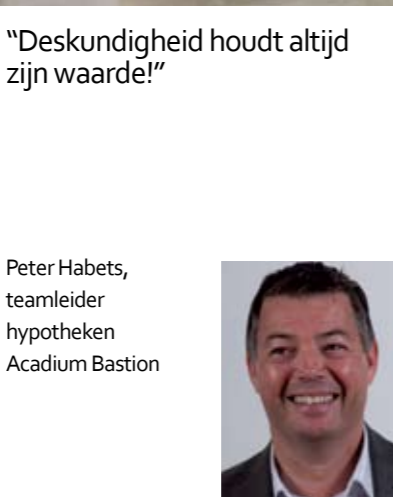 “Deskundigheid houdt altijd
zijn waarde!”
Peter Habets,
teamleider
hypotheken
Acadium Bastion